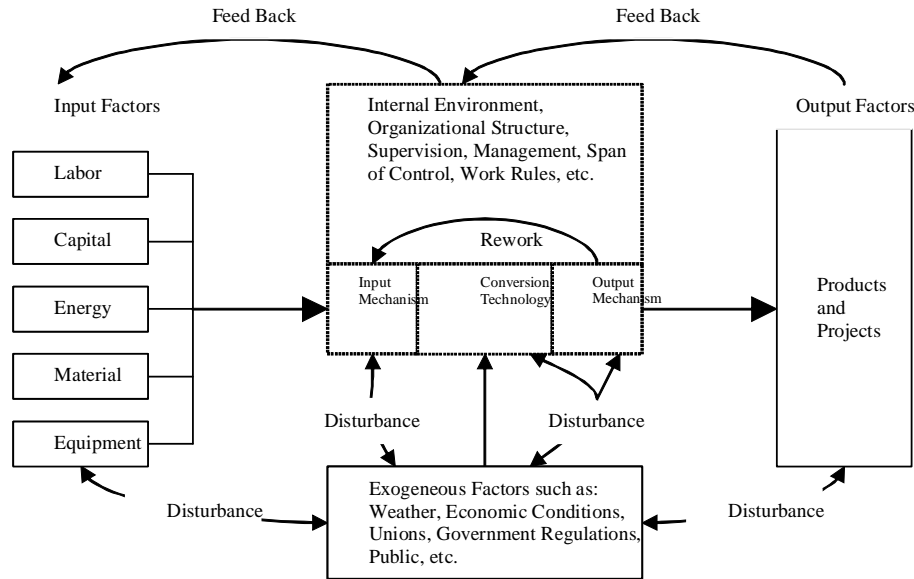 Feed Back
Feed Back
Input Factors
Output Factors
Internal Environment,
Organizational Structure,
Supervision, Management, Span
of Control, Work Rules, etc.
Labor
Capital
Energy
Material
Equipment
Rework
Input
Mechanism
Conversion
Technology
Output
Mechanism
Products
and
Projects
Disturbance
Disturbance
Exogeneous Factors such as:
Weather, Economic Conditions,
Unions, Government Regulations,
Public, etc.
Disturbance
Disturbance